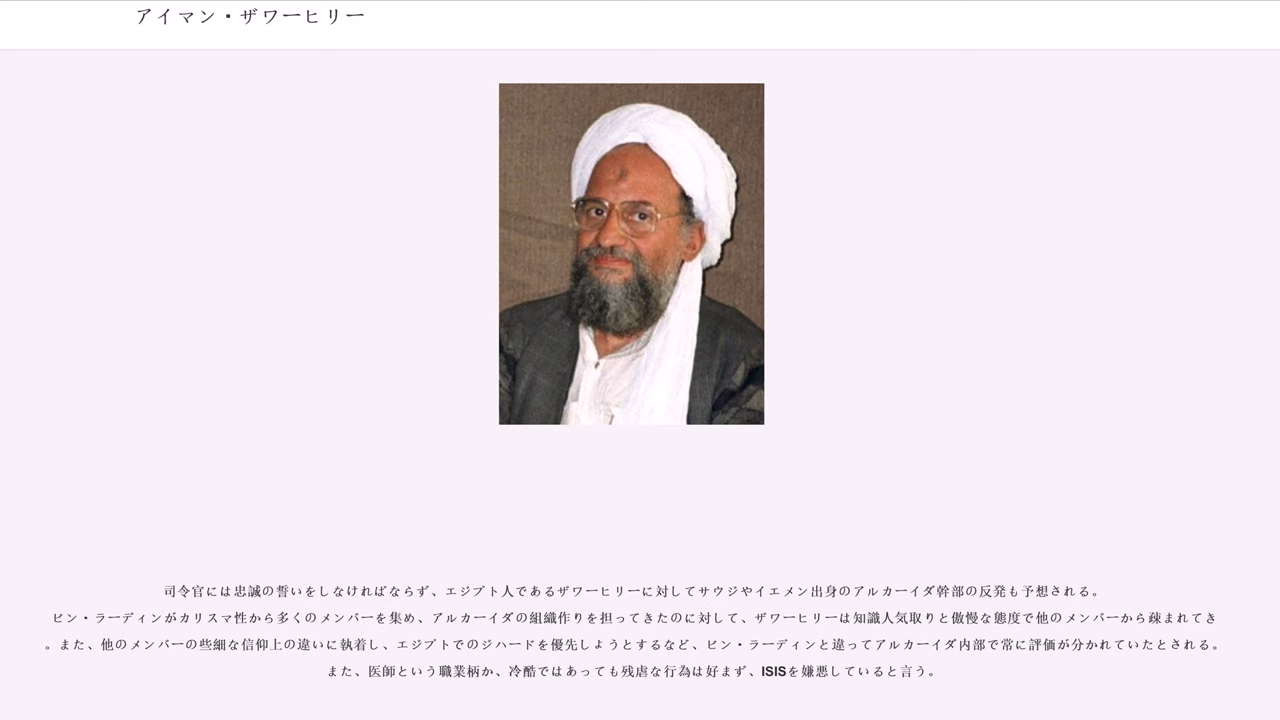 アイマン・ザワーヒリー
司令官には忠誠の誓いをしなければならず、エジプト人であるザワーヒリーに対してサウジやイエメン出身のアルカーイダ幹部の反発も予想される。
ビン・ラーディンがカリスマ性から多くのメンバーを集め、アルカーイダの組織作りを担ってきたのに対して、ザワーヒリーは知識人気取りと傲慢な態度で他のメンバーから疎まれてき
。また、他のメンバーの些細な信仰上の違いに執着し、エジプトでのジハードを優先しようとするなど、ビン・ラーディンと違ってアルカーイダ内部で常に評価が分かれていたとされる。
また、医師という職業柄か、冷酷ではあっても残虐な行為は好まず、ISISを嫌悪していると言う。